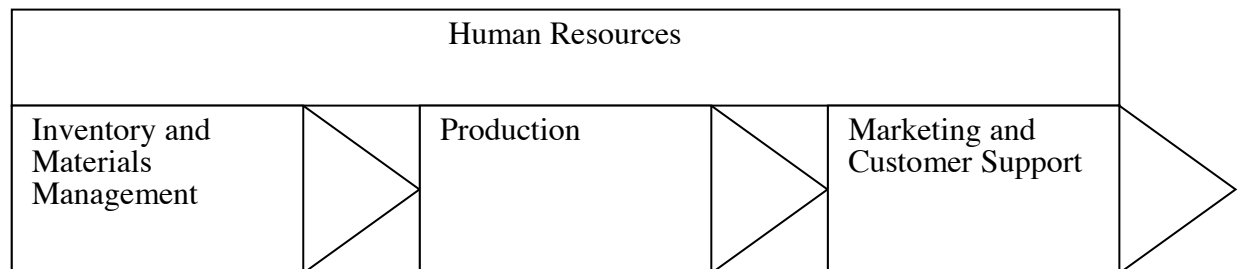 Human Resources
Inventory and
Materials
Management
Production
Marketing and
Customer Support